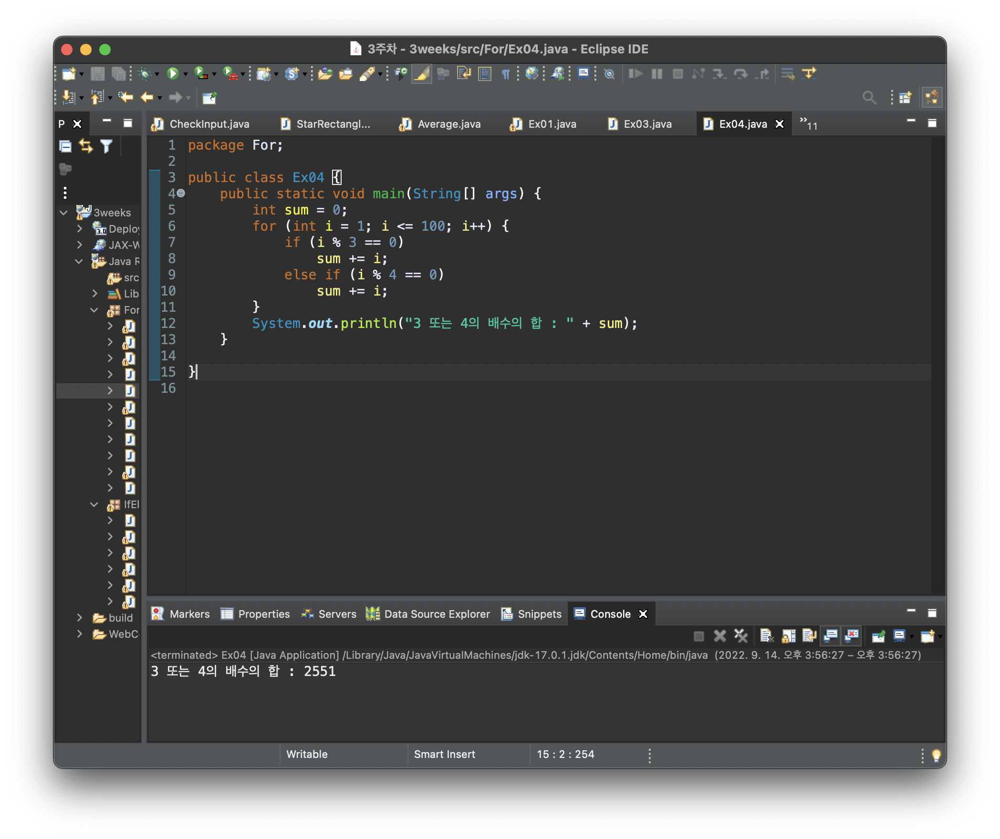 3주차 - 3weeks/src/For/Ex04.java - Eclipse IDE
P
CheckInput.java
StarRectangl...
Average.java
Ex01.java
Ex03.java
Ex04.java
»11
3weeks
Deploy
JAX-W
Java R
src
Lib
For
IfEl
build
WebC
1 package For;
2
3 public class Ex04 {
4 public static void main(String[] args) {
5 int sum = 0;
6 for (int i = 1; i <= 100; i++) {
7 if (i % 3 == 0)
8 sum += i;
9 else if (i % 4 == 0)
10 sum += i;
11 }
12 System.out.println("3 또는 4의 배수의 합 : " + sum);
13 }
14
15 }
16
Markers
Properties
Servers
Data Source Explorer
Snippets
Console
<terminated> Ex04 [Java Application] /Library/Java/JavaVirtualMachines/jdk-17.0.1.jdk/Contents/Home/bin/java (2022. 9. 14. 오후 3:56:27 – 오후 3:56:27)
3 또는 4의 배수의 합 : 2551
Writable
Smart Insert
15 : 2 : 254